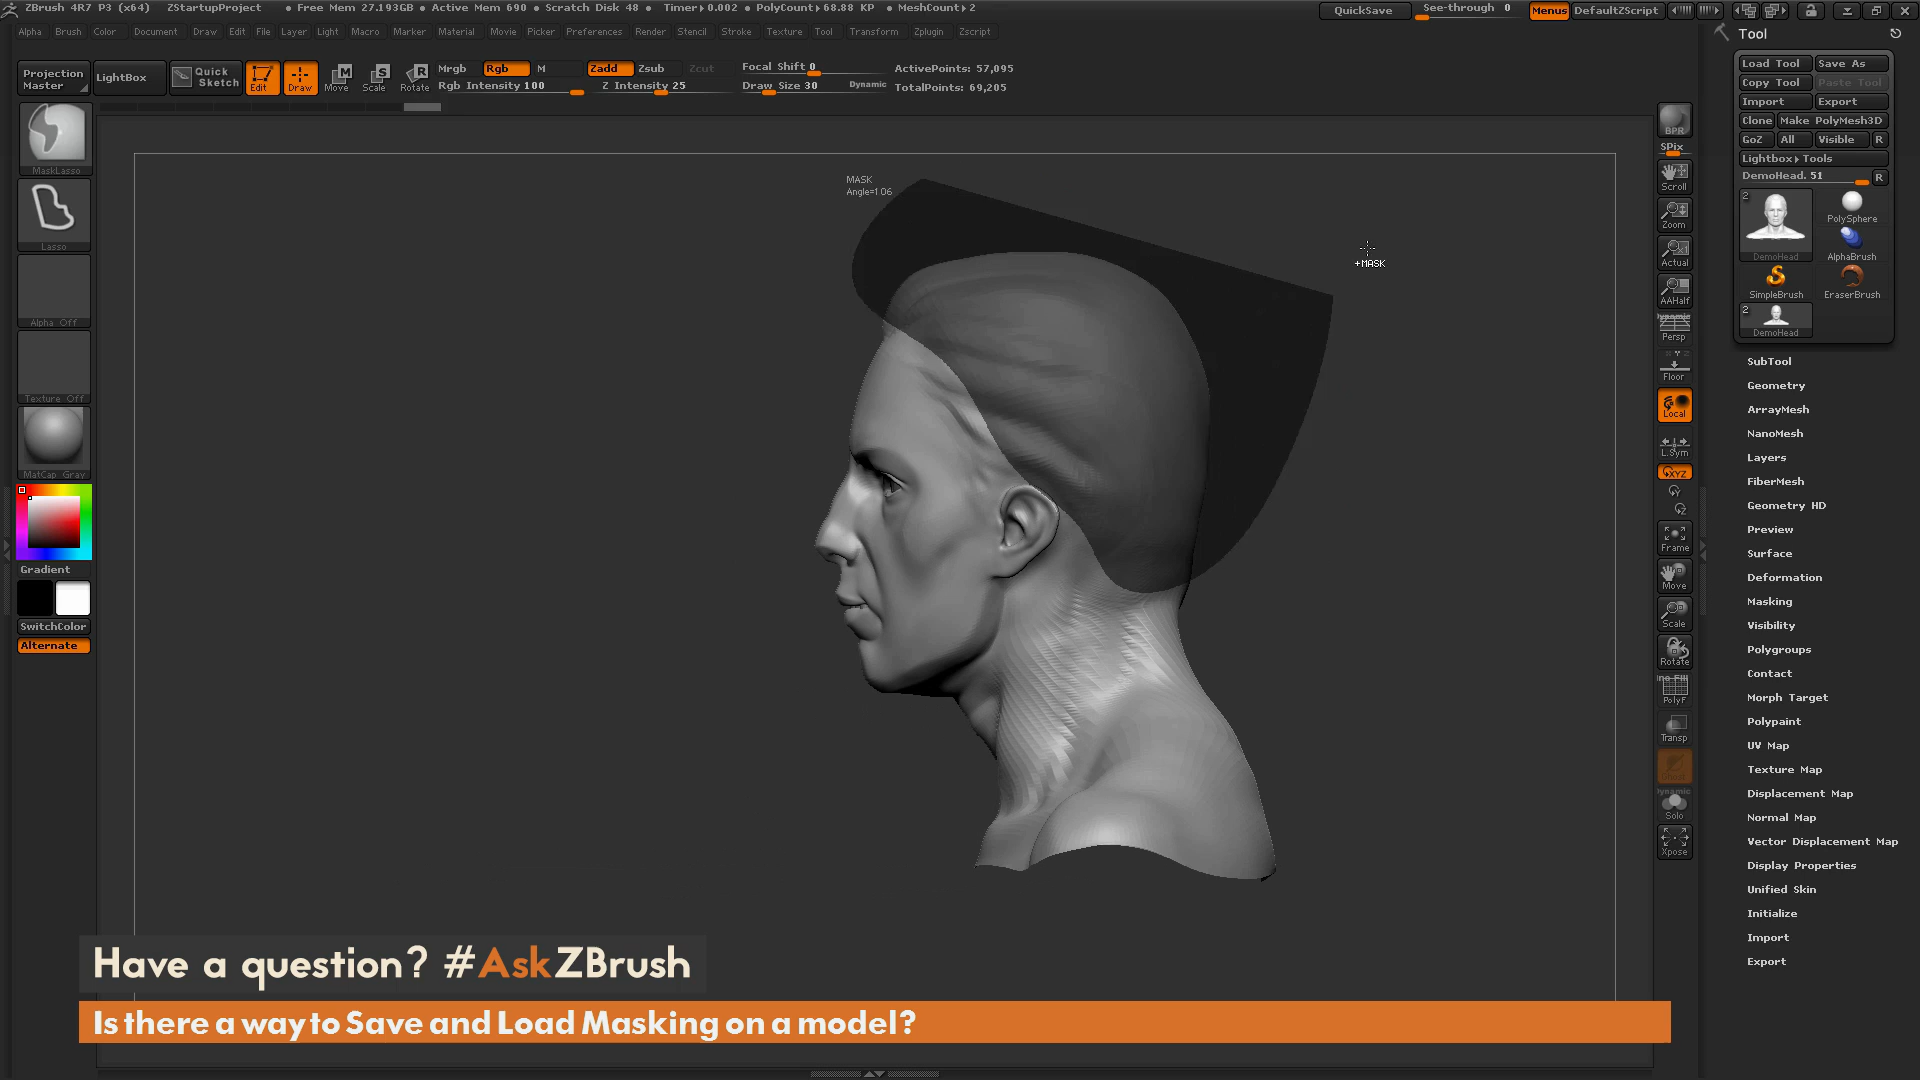 ZBrush 4R7 P3 (x64) ZStartupProject • Free Mem 27.193GB • Active Mem 690 • Scratch Disk 48 • Timer▸0.002 • PolyCount▸68.88 KP • MeshCount▸2
QuickSave See-through 0 Menus DefaultZScript
Alpha Brush Color Document Draw Edit File Layer Light Macro Marker Material Movie Picker Preferences Render Stencil Stroke Texture Tool Transform Zplugin Zscript
Projection Master
LightBox
Quick Sketch
Edit Draw Move Scale Rotate
Mrgb Rgb M Zadd Zsub Zcut
Rgb Intensity 100 Z Intensity 25
Focal Shift 0
Draw Size 30 Dynamic
ActivePoints: 57,095
TotalPoints: 69,205
MaskLasso
Lasso
Alpha Off
Texture Off
MatCap Gray
Gradient
SwitchColor
Alternate
MASK
Angle=1.06
+MASK
BPR
SPix
Scroll
Zoom
Actual
AAHalf
Dynamic
Persp
Floor
Local
L.Sym
XYZ
Frame
Move
Scale
Rotate
PolyF
Transp
Ghost
Dynamic
Solo
Xpose
Tool
Load Tool Save As
Copy Tool Paste Tool
Import Export
Clone Make PolyMesh3D
GoZ All Visible R
Lightbox▸Tools
DemoHead. 51 R
2
DemoHead
PolySphere
AlphaBrush
SimpleBrush
EraserBrush
2
DemoHead
SubTool
Geometry
ArrayMesh
NanoMesh
Layers
FiberMesh
Geometry HD
Preview
Surface
Deformation
Masking
Visibility
Polygroups
Contact
Morph Target
Polypaint
UV Map
Texture Map
Displacement Map
Normal Map
Vector Displacement Map
Display Properties
Unified Skin
Initialize
Import
Export
Have a question? #AskZBrush
Is there a way to Save and Load Masking on a model?